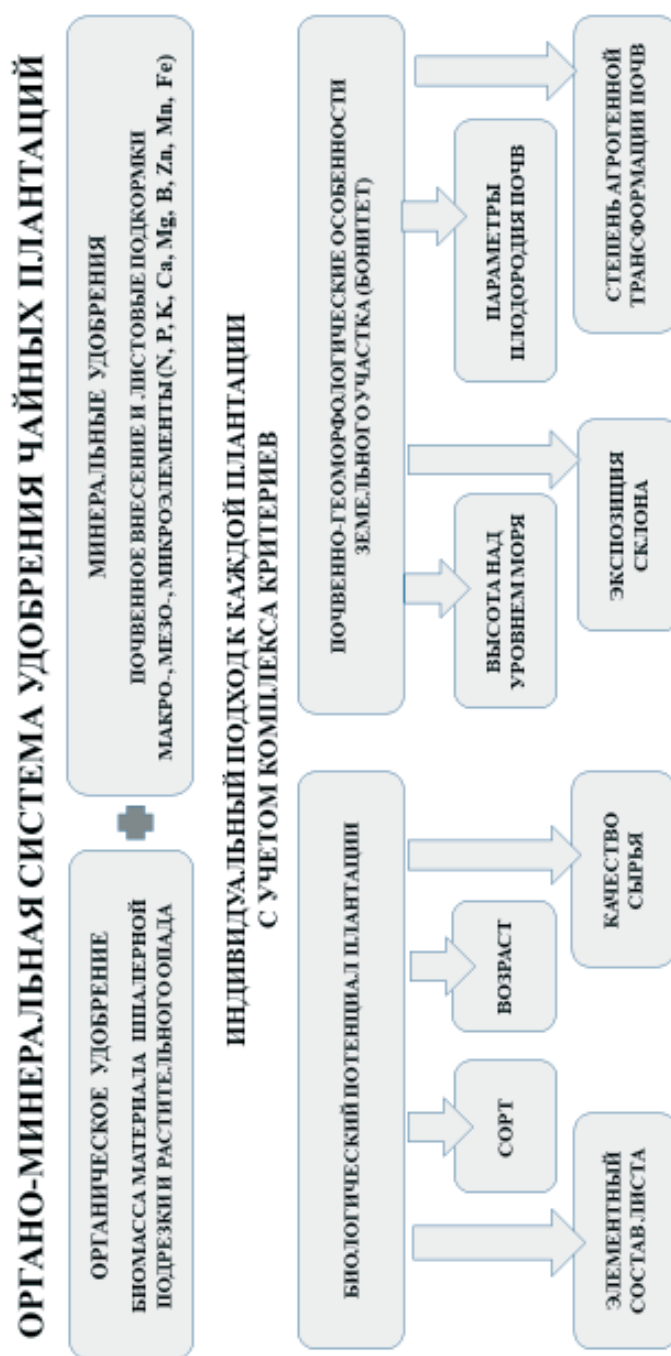 ОРГАНО-МИНЕРАЛЬНАЯ СИСТЕМА УДОБРЕНИЯ ЧАЙНЫХ ПЛАНТАЦИЙ
ОРГАНИЧЕСКОЕ УДОБРЕНИЕ
БИОМАССА МАТЕРИАЛА ШПАЛЕРНОЙ
ПОДРЕЗКИ И РАСТИТЕЛЬНОГО ОПАДА
МИНЕРАЛЬНЫЕ УДОБРЕНИЯ
ПОЧВЕННОЕ ВНЕСЕНИЕ И ЛИСТОВЫЕ ПОДКОРМКИ
МАКРО-, МЕЗО-, МИКРОЭЛЕМЕНТЫ (N, P, K, Ca, Mg, B, Zn, Mn, Fe)
ИНДИВИДУАЛЬНЫЙ ПОДХОД К КАЖДОЙ ПЛАНТАЦИИ
С УЧЕТОМ КОМПЛЕКСА КРИТЕРИЕВ
БИОЛОГИЧЕСКИЙ ПОТЕНЦИАЛ ПЛАНТАЦИИ
ЭЛЕМЕНТНЫЙ
СОСТАВ ЛИСТА
СОРТ
ВОЗРАСТ
КАЧЕСТВО
СЫРЬЯ
ПОЧВЕННО-ГЕОМОРФОЛОГИЧЕСКИЕ ОСОБЕННОСТИ
ЗЕМЕЛЬНОГО УЧАСТКА (БОНИТЕТ)
ВЫСОТА НАД
УРОВНЕМ МОРЯ
ЭКСПОЗИЦИЯ
СКЛОНА
ПАРАМЕТРЫ
ПЛОДОРОДИЯ ПОЧВ
СТЕПЕНЬ АГРОГЕННОЙ
ТРАНСФОРМАЦИИ ПОЧВ